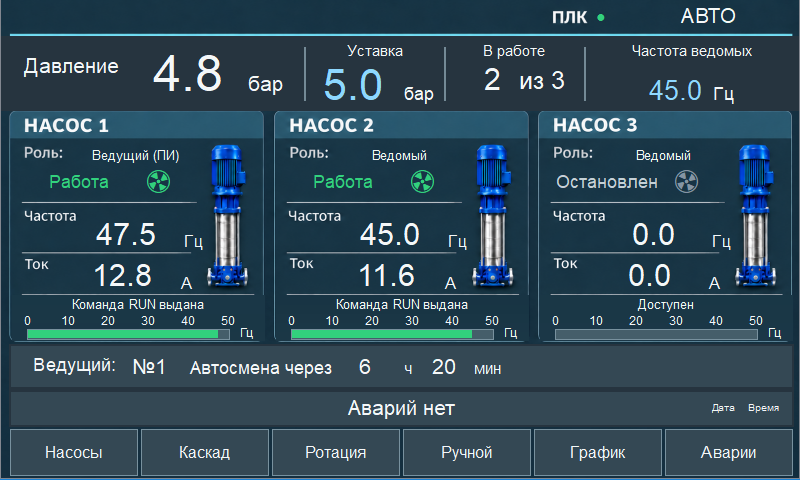 ПЛК АВТО
Давление 4.8 бар
Уставка
5.0 бар
В работе
2 из 3
Частота ведомых
45.0 Гц
НАСОС 1
Роль: Ведущий (ПИ)
Работа
Частота
47.5 Гц
Ток
12.8 А
Команда RUN выдана
0 10 20 30 40 50
Гц
НАСОС 2
Роль: Ведомый
Работа
Частота
45.0 Гц
Ток
11.6 А
Команда RUN выдана
0 10 20 30 40 50
Гц
НАСОС 3
Роль: Ведомый
Остановлен
Частота
0.0 Гц
Ток
0.0 А
Доступен
0 10 20 30 40 50
Гц
Ведущий: №1 Автосмена через 6 ч 20 мин
Аварий нет Дата Время
Насосы Каскад Ротация Ручной График Аварии